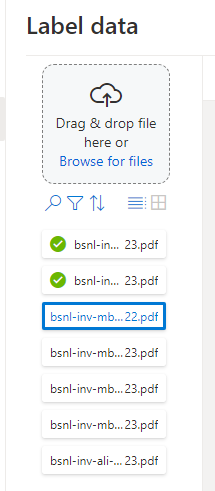 Label data
Drag & drop file
here or
Browse for files
bsnl-in... 23.pdf
bsnl-in... 23.pdf
bsnl-inv-mb... 22.pdf
bsnl-inv-mb... 23.pdf
bsnl-inv-mb... 23.pdf
bsnl-inv-mb... 23.pdf
bsnl-inv-ali-... 23.pdf